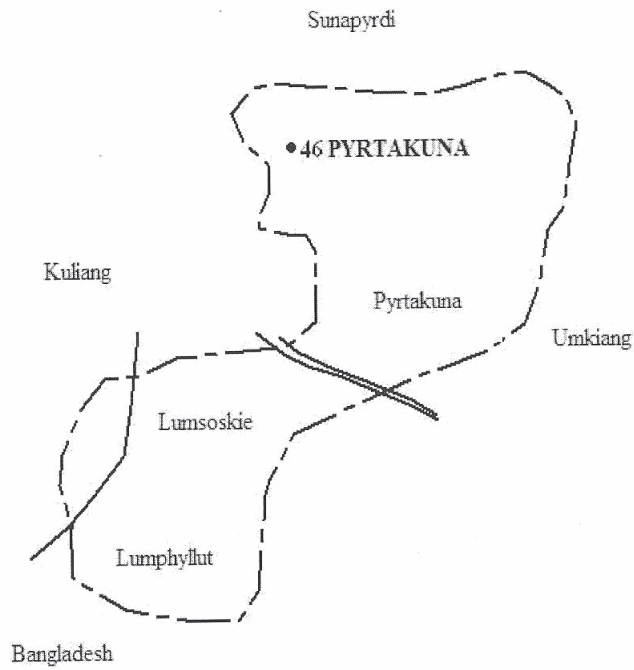 Sunapyrdi
46 PYRTAKUNA
Kuliang
Pyrtakuna
Umkiang
Lumsoskie
Lumphyllut
Bangladesh